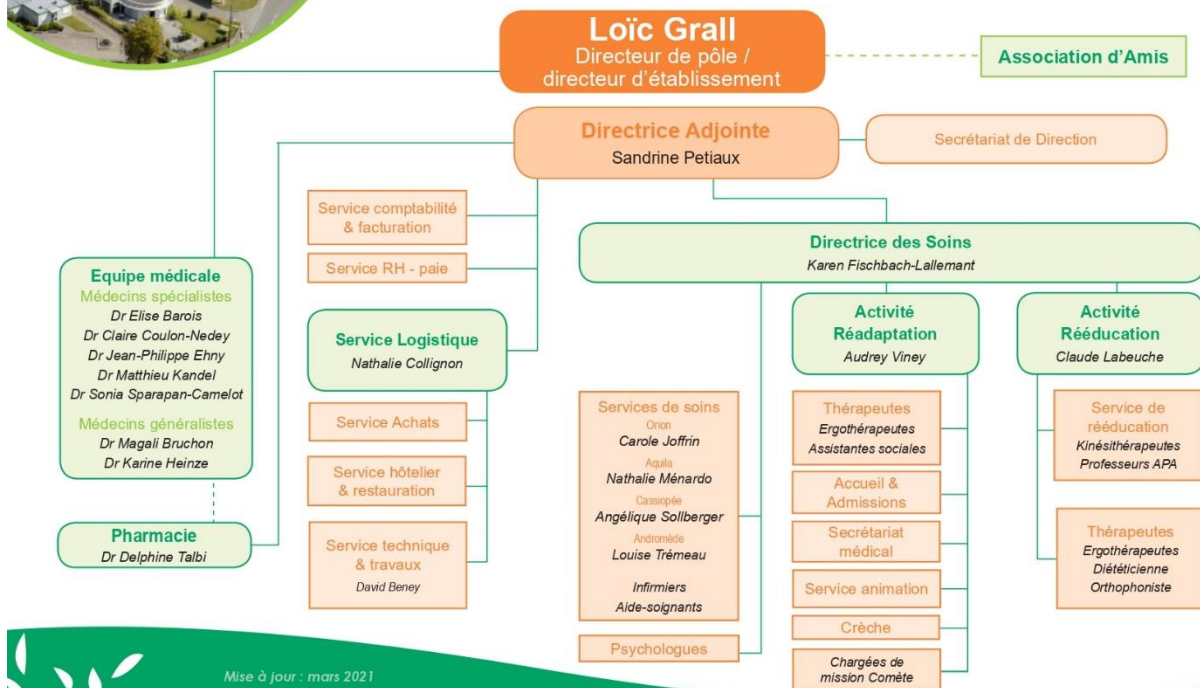 Loïc Grall
Directeur de pôle /
directeur d'établissement
Association d'Amis
Directrice Adjointe
Sandrine Petiaux
Secrétariat de Direction
Service comptabilité
& facturation
Service RH - paie
Directrice des Soins
Karen Fischbach-Lallemant
Equipe médicale
Médecins spécialistes
Dr Elise Barois
Dr Claire Coulon-Nedey
Dr Jean-Philippe Ehny
Dr Matthieu Kandel
Dr Sonia Sparapan-Camelot
Médecins généralistes
Dr Magali Bruchon
Dr Karine Heinze
Pharmacie
Dr Delphine Talbi
Service Logistique
Nathalie Collignon
Service Achats
Service hôtelier
& restauration
Service technique
& travaux
David Beney
Services de soins
Orion
Carole Joffrin
Aquila
Nathalie Ménardo
Cassiopée
Angélique Sollberger
Andromède
Louise Trémeau
Infirmiers
Aide-soignants
Psychologues
Activité
Réadaptation
Audrey Viney
Thérapeutes
Ergothérapeutes
Assistantes sociales
Accueil &
Admissions
Secrétariat
médical
Service animation
Crèche
Chargées de
mission Comète
Activité
Rééducation
Claude Labeuche
Service de
rééducation
Kinésithérapeutes
Professeurs APA
Thérapeutes
Ergothérapeutes
Diététicienne
Orthophoniste
Mise à jour : mars 2021